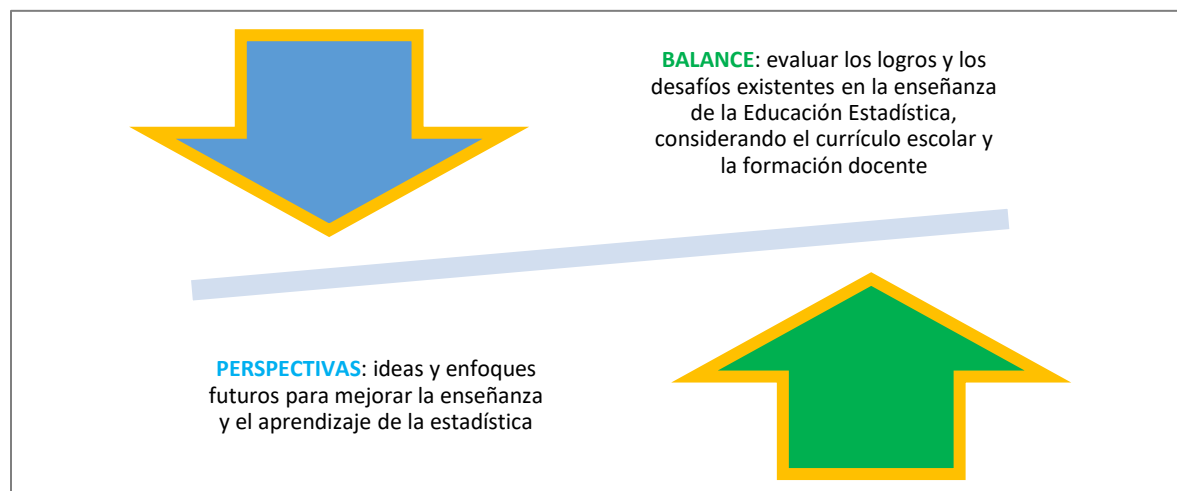 BALANCE: evaluar los logros y los
desafíos existentes en la enseñanza
de la Educación Estadística,
considerando el currículo escolar y
la formación docente
PERSPECTIVAS: ideas y enfoques
futuros para mejorar la enseñanza
y el aprendizaje de la estadística